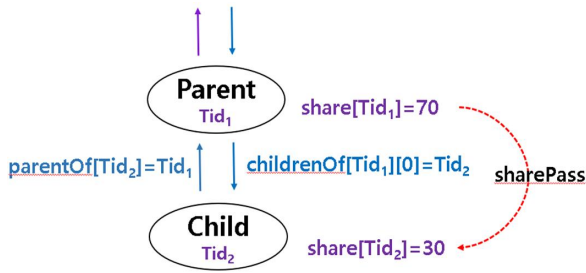 Parent
Tid₁
share[Tid₁]=70
parentOf[Tid₂]=Tid₁
childrenOf[Tid₁][0]=Tid₂
sharePass
Child
Tid₂
share[Tid₂]=30